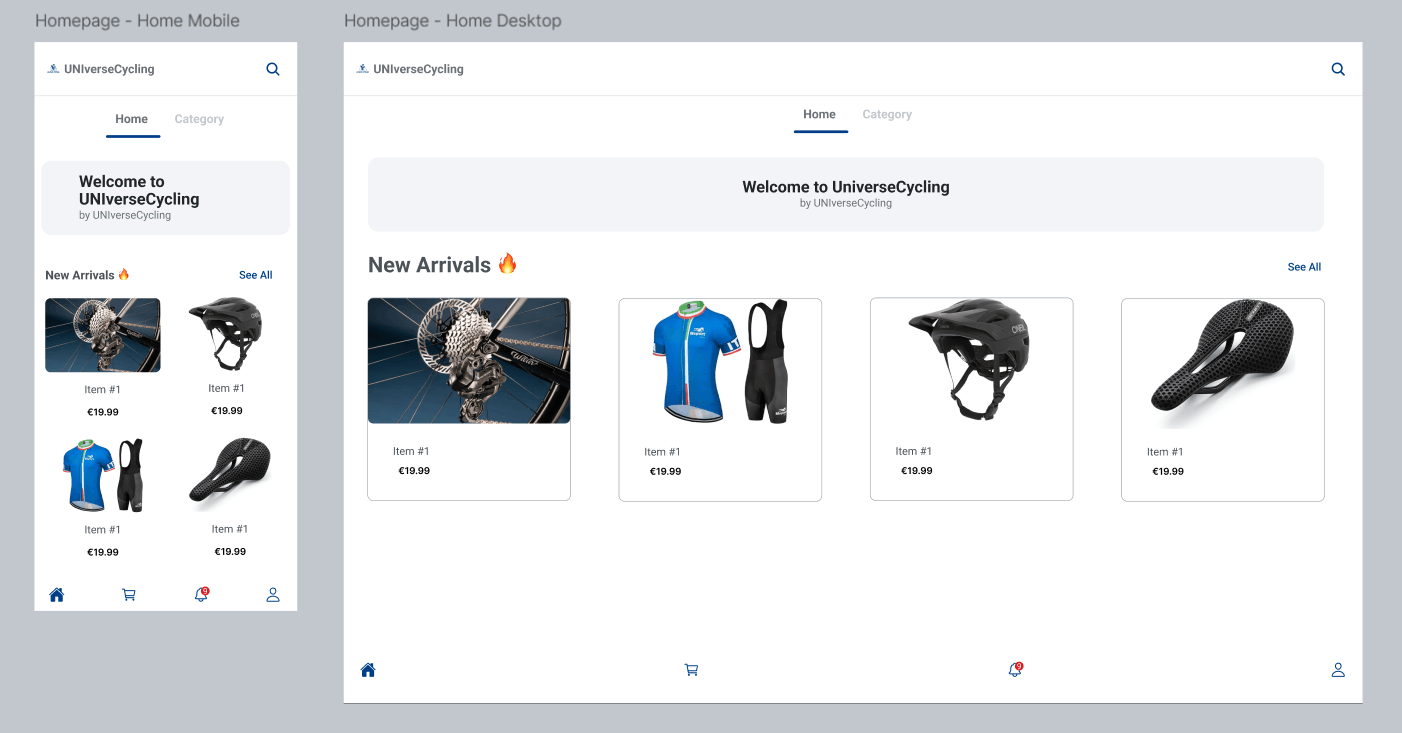 Homepage - Home Mobile
UNIverseCycling
Home
Category
Welcome to
UNIverseCycling
by UNIverseCycling
New Arrivals 🔥
See All
Item #1
€19.99
Item #1
€19.99
Item #1
€19.99
Item #1
€19.99
9
Homepage - Home Desktop
UNIverseCycling
Home
Category
Welcome to UniverseCycling
by UNIverseCycling
New Arrivals 🔥
See All
Item #1
€19.99
Item #1
€19.99
ONEAL
Item #1
€19.99
Item #1
€19.99
9